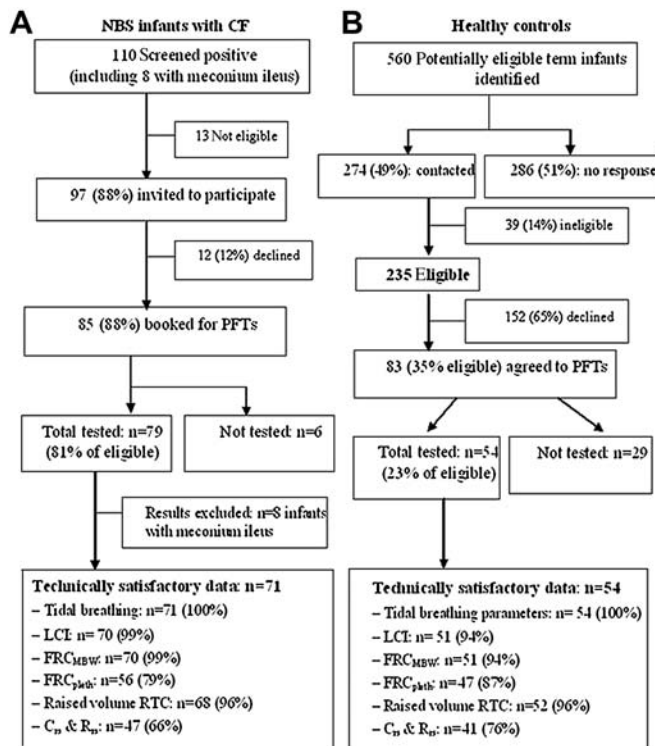 A
NBS infants with CF
110 Screened positive
(including 8 with meconium ileus)
13 Not eligible
97 (88%) invited to participate
12 (12%) declined
85 (88%) booked for PFTs
Total tested: n=79
(81% of eligible)
Not tested: n=6
Results excluded: n=8 infants
with meconium ileus
Technically satisfactory data: n=71
– Tidal breathing: n=71 (100%)
– LCI: n= 70 (99%)
– FRCMBW: n=70 (99%)
– FRCpleth: n=56 (79%)
– Raised volume RTC: n=68 (96%)
– Crs & Rrs: n=47 (66%)
B
Healthy controls
560 Potentially eligible term infants
identified
274 (49%): contacted
286 (51%): no response
39 (14%) ineligible
235 Eligible
152 (65%) declined
83 (35% eligible) agreed to PFTs
Total tested: n=54
(23% of eligible)
Not tested: n=29
Technically satisfactory data: n=54
– Tidal breathing parameters: n= 54 (100%)
– LCI: n= 51 (94%)
– FRCMBW: n=51 (94%)
– FRCpleth: n=47 (87%)
– Raised volume RTC: n=52 (96%)
– Crs & Rrs: n=41 (76%)